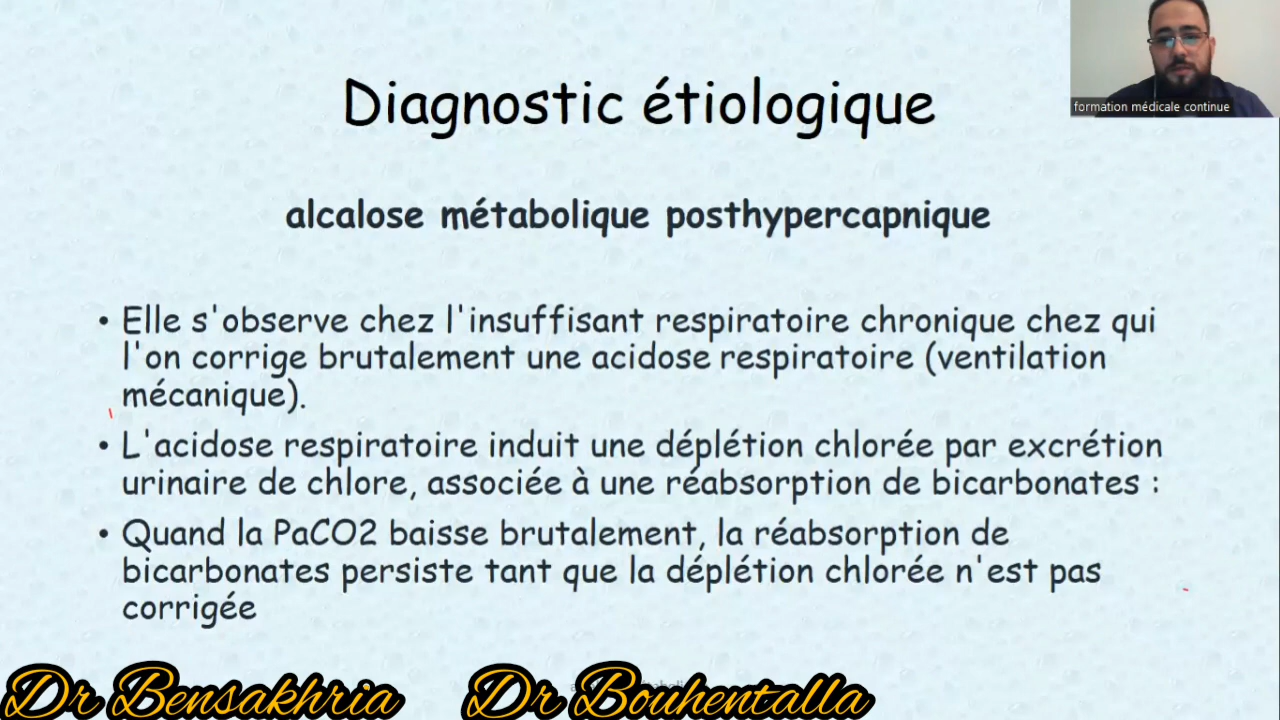 Diagnostic étiologique
formation médicale continue
alcalose métabolique posthypercapnique
• Elle s'observe chez l'insuffisant respiratoire chronique chez qui
l'on corrige brutalement une acidose respiratoire (ventilation
mécanique).
• L'acidose respiratoire induit une déplétion chlorée par excrétion
urinaire de chlore, associée à une réabsorption de bicarbonates :
• Quand la PaCO2 baisse brutalement, la réabsorption de
bicarbonates persiste tant que la déplétion chlorée n'est pas
corrigée
Dr Bensakhria Dr Bouhentalla